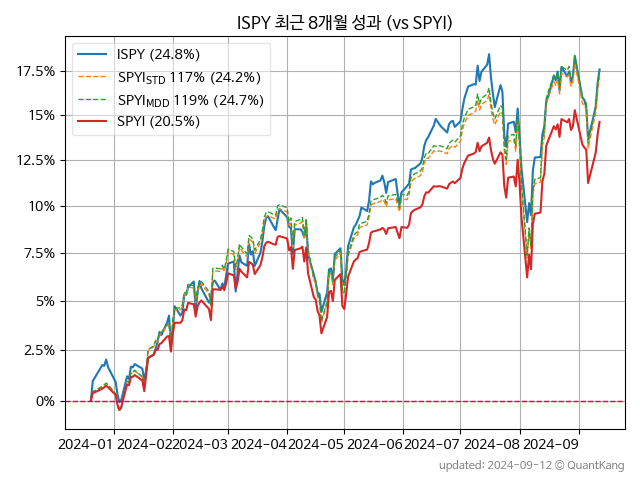 ISPY 최근 8개월 성과 (vs SPYI)
ISPY (24.8%)
SPYI_STD 117% (24.2%)
SPYI_MDD 119% (24.7%)
SPYI (20.5%)
17.5%
15%
12.5%
10%
7.5%
5%
2.5%
0%
2024-01 2024-02 2024-03 2024-04 2024-05 2024-06 2024-07 2024-08 2024-09
updated: 2024-09-12 © QuantKang